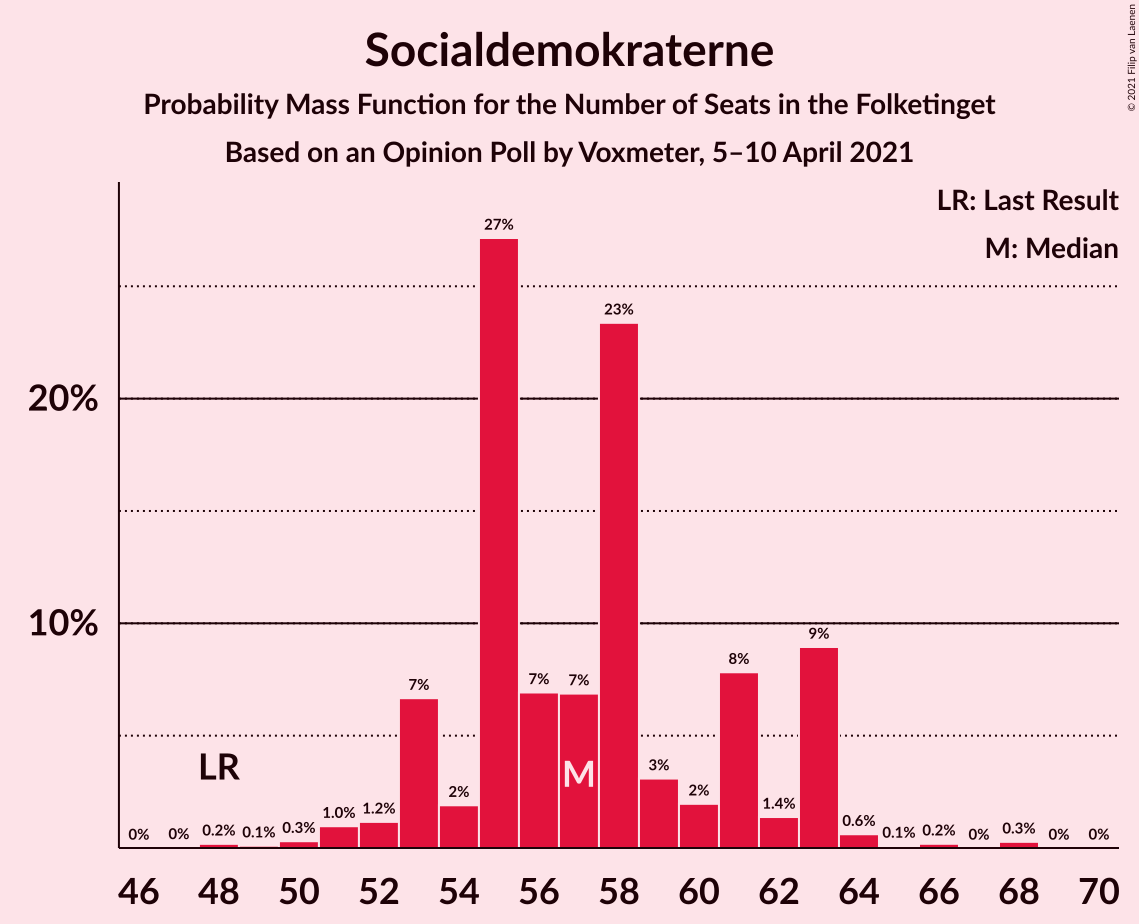 Socialdemokraterne
Probability Mass Function for the Number of Seats in the Folketinget
Based on an Opinion Poll by Voxmeter, 5–10 April 2021
© 2021 Filip van Laenen
LR: Last Result
M: Median
27%
23%
20%
10%
9%
8%
7%
7%
7%
LR
M
3%
2%
2%
1.4%
1.2%
1.0%
0.6%
0% 0% 0.2% 0.1% 0.3%
0.1% 0.2% 0% 0.3% 0% 0%
46 48 50 52 54 56 58 60 62 64 66 68 70